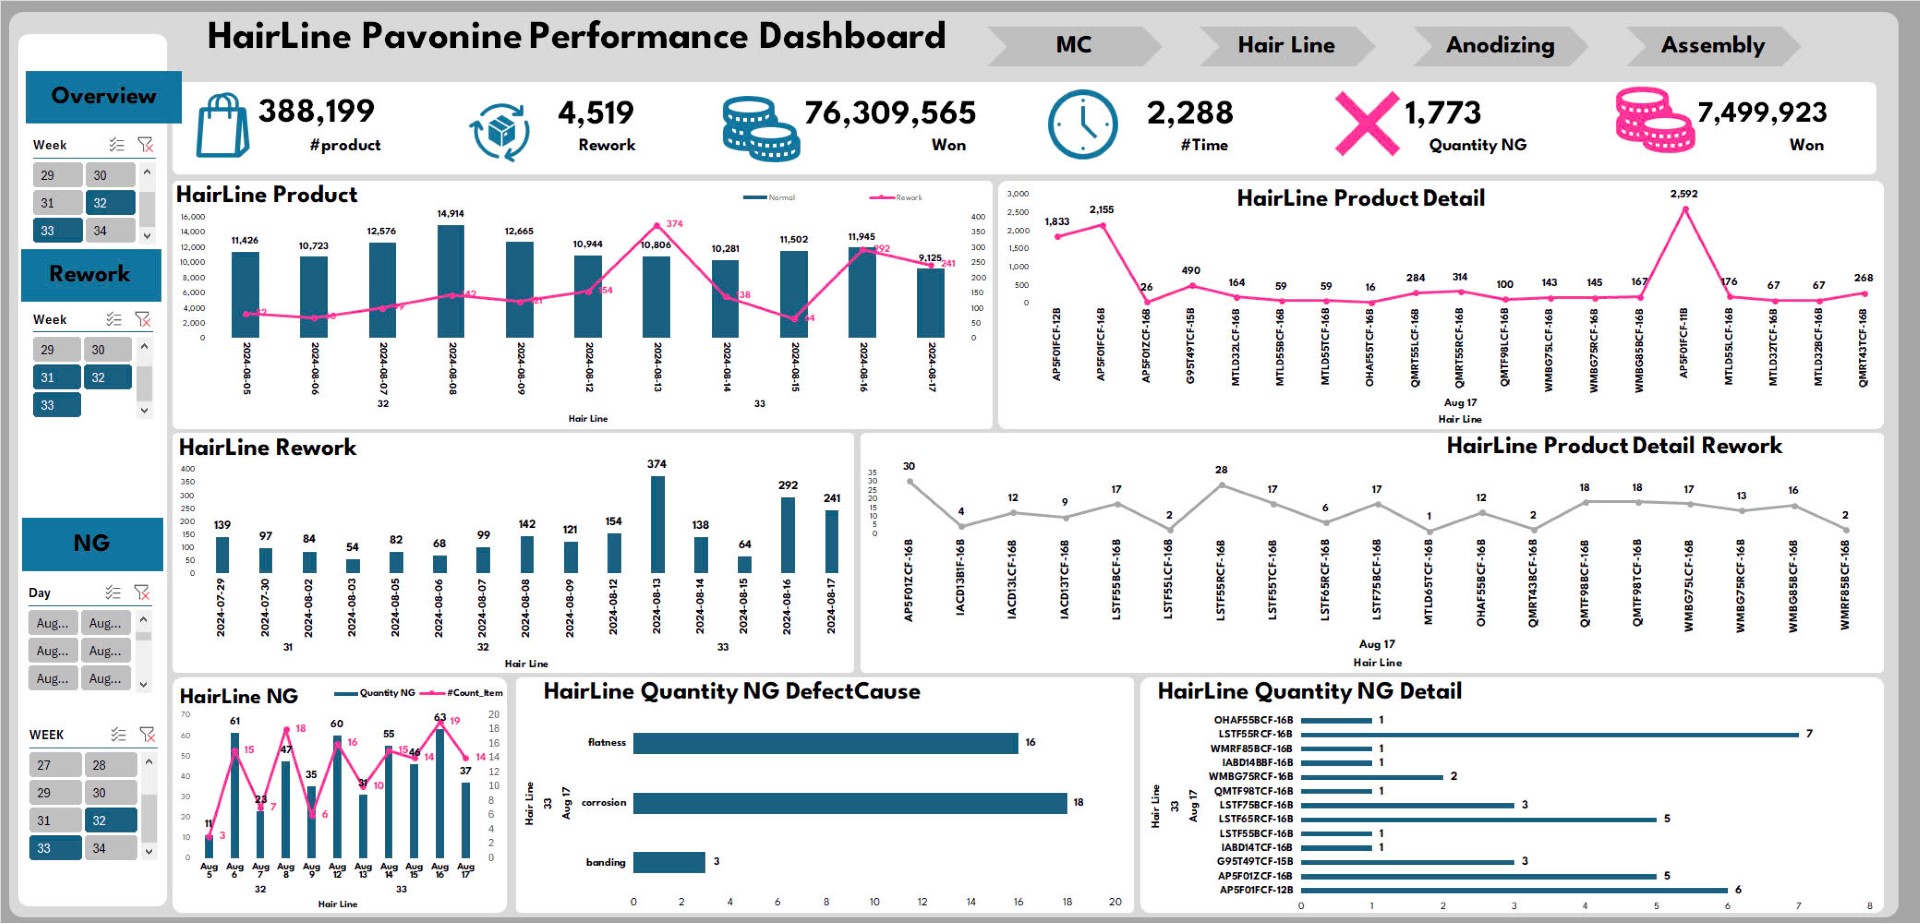 HairLine Pavonine Performance Dashboard
MC
Hair Line
Anodizing
Assembly
Overview
388,199
#product
4,519
Rework
76,309,565
Won
2,288
#Time
1,773
Quantity NG
7,499,923
Won
Week
29 30
31 32
33 34
Rework
Week
29 30
31 32
33
NG
Day
Aug... Aug...
Aug... Aug...
Aug... Aug...
WEEK
27 28
29 30
31 32
33 34
HairLine Product
Normal Rework
16,000
14,000
12,000
10,000
8,000
6,000
4,000
2,000
0
400
350
300
250
200
150
100
50
0
11,426 10,723 12,576 14,914 12,665 10,944 10,806 10,281 11,502 11,945 9,125
154 374 292 241
2024-08-05 2024-08-06 2024-08-07 2024-08-08 2024-08-09 2024-08-12 2024-08-13 2024-08-14 2024-08-15 2024-08-16 2024-08-17
32 33
Hair Line
HairLine Product Detail
3,000
2,500
2,000
1,500
1,000
500
0
1,833 2,155 26 490 164 59 59 16 284 314 100 143 145 167 2,592 176 67 67 268
AP5F01FCF-12B AP5F01FCF-16B AP5F01ZCF-16B G95T49TCF-15B MTLD32LCF-16B MTLD55BCF-16B MTLD55TCF-16B OHAF55TCF-16B QMRT55LCF-16B QMRT55RCF-16B QMTF98LCF-16B WMBG75LCF-16B WMBG75RCF-16B WMBG85BCF-16B AP5F01FCF-11B MTLD55LCF-16B MTLD32TCF-16B MTLD32BCF-16B QMRT43TCF-16B
Aug 17
Hair Line
HairLine Rework
400
350
300
250
200
150
100
50
0
139 97 84 54 82 68 99 142 121 154 374 138 64 292 241
2024-07-29 2024-07-30 2024-08-02 2024-08-03 2024-08-05 2024-08-06 2024-08-07 2024-08-08 2024-08-09 2024-08-12 2024-08-13 2024-08-14 2024-08-15 2024-08-16 2024-08-17
31 32 33
Hair Line
HairLine Product Detail Rework
35
30
25
20
15
10
5
0
30 4 12 9 17 2 28 17 6 17 1 12 2 18 18 17 13 16 2
AP5F01ZCF-16B IACD13B1F-16B IACD13LCF-16B IACD13TCF-16B LSTF55BCF-16B LSTF55LCF-16B LSTF55RCF-16B LSTF55TCF-16B LSTF65RCF-16B LSTF75BCF-16B MTLD65TCF-16B OHAF55BCF-16B QMRT43BCF-16B QMTF98BCF-16B QMTF98TCF-16B WMBG75LCF-16B WMBG75RCF-16B WMBG85BCF-16B WMRF85BCF-16B
Aug 17
Hair Line
HairLine NG
Quantity NG #Count_Item
70
60
50
40
30
20
10
0
20
18
16
14
12
10
8
6
4
2
0
11 61 23 47 35 60 31 55 46 63 37
3 15 7 18 6 16 10 15 14 19 14
Aug 5 Aug 6 Aug 7 Aug 8 Aug 9 Aug 12 Aug 13 Aug 14 Aug 15 Aug 16 Aug 17
32 33
Hair Line
HairLine Quantity NG DefectCause
Hair Line
33
Aug 17
flatness 16
corrosion 18
banding 3
0 2 4 6 8 10 12 14 16 18 20
HairLine Quantity NG Detail
Hair Line
33
Aug 17
OHAF55BCF-16B 1
LSTF55RCF-16B 7
WMRF85BCF-16B 1
IABD14BBF-16B 1
WMBG75RCF-16B 2
QMTF98TCF-16B 1
LSTF75BCF-16B 3
LSTF65RCF-16B 5
LSTF55BCF-16B 1
IABD14TCF-16B 1
G95T49TCF-15B 3
AP5F01ZCF-16B 5
AP5F01FCF-12B 6
0 1 2 3 4 5 6 7 8